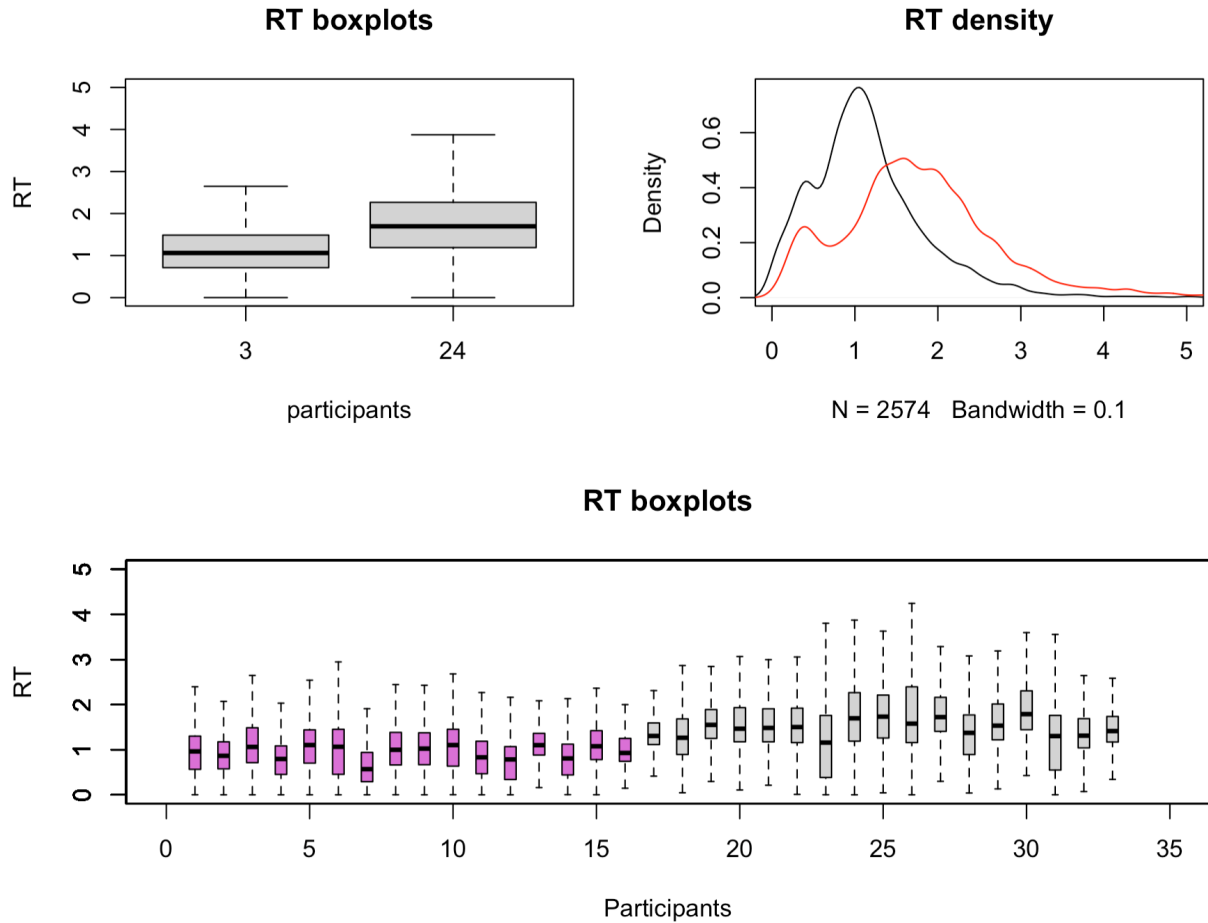 RT boxplots
RT
5
4
3
2
1
0
3 24
participants
RT density
Density
0.6
0.4
0.2
0.0
0 1 2 3 4 5
N = 2574 Bandwidth = 0.1
RT boxplots
RT
5
4
3
2
1
0
0 5 10 15 20 25 30 35
Participants